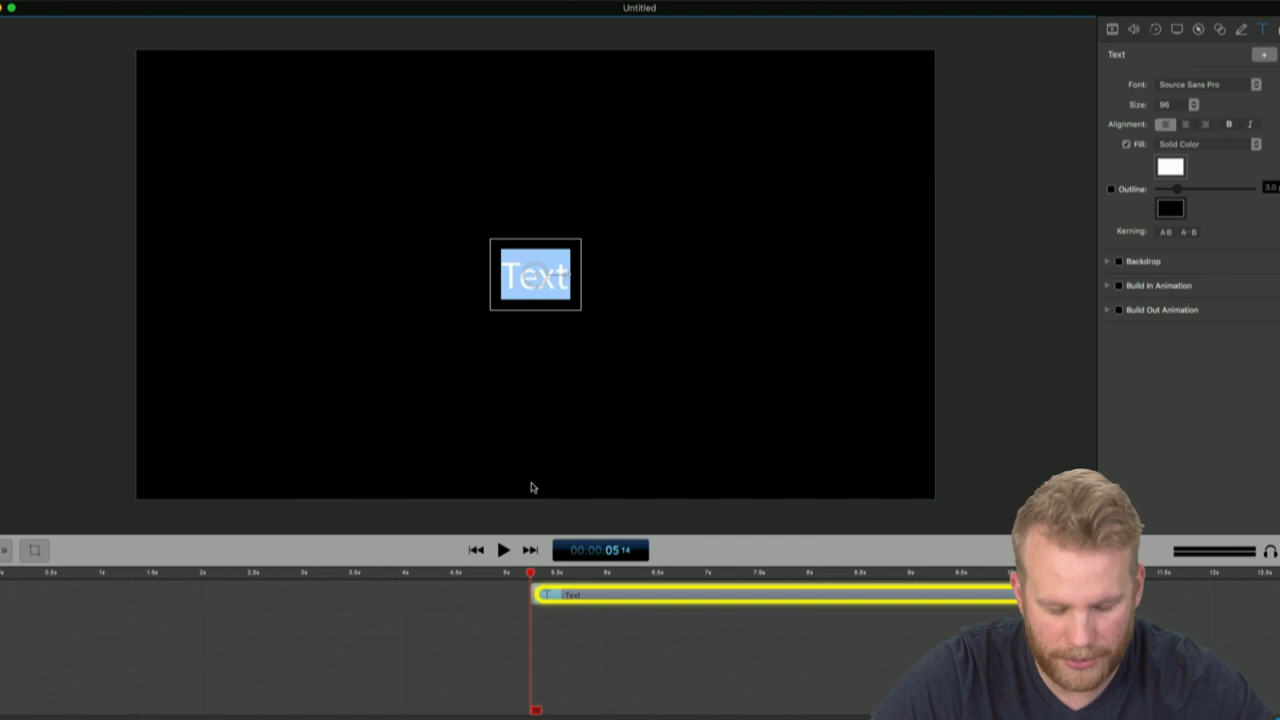 Untitled
Text
Font: Source Sans Pro
Size: 96
Alignment: B I
Fill: Solid Color
Outline: 3.0
Kerning: AB A-B
Backdrop
Build In Animation
Build Out Animation
Text
00:00:05 14
0.5s 1s 1.5s 2s 2.5s 3s 3.5s 4s 4.5s 5s 5.5s 6s 6.5s 7s 7.5s 8s 8.5s 9s 9.5s 11.5s 12s 12.5s
T Text